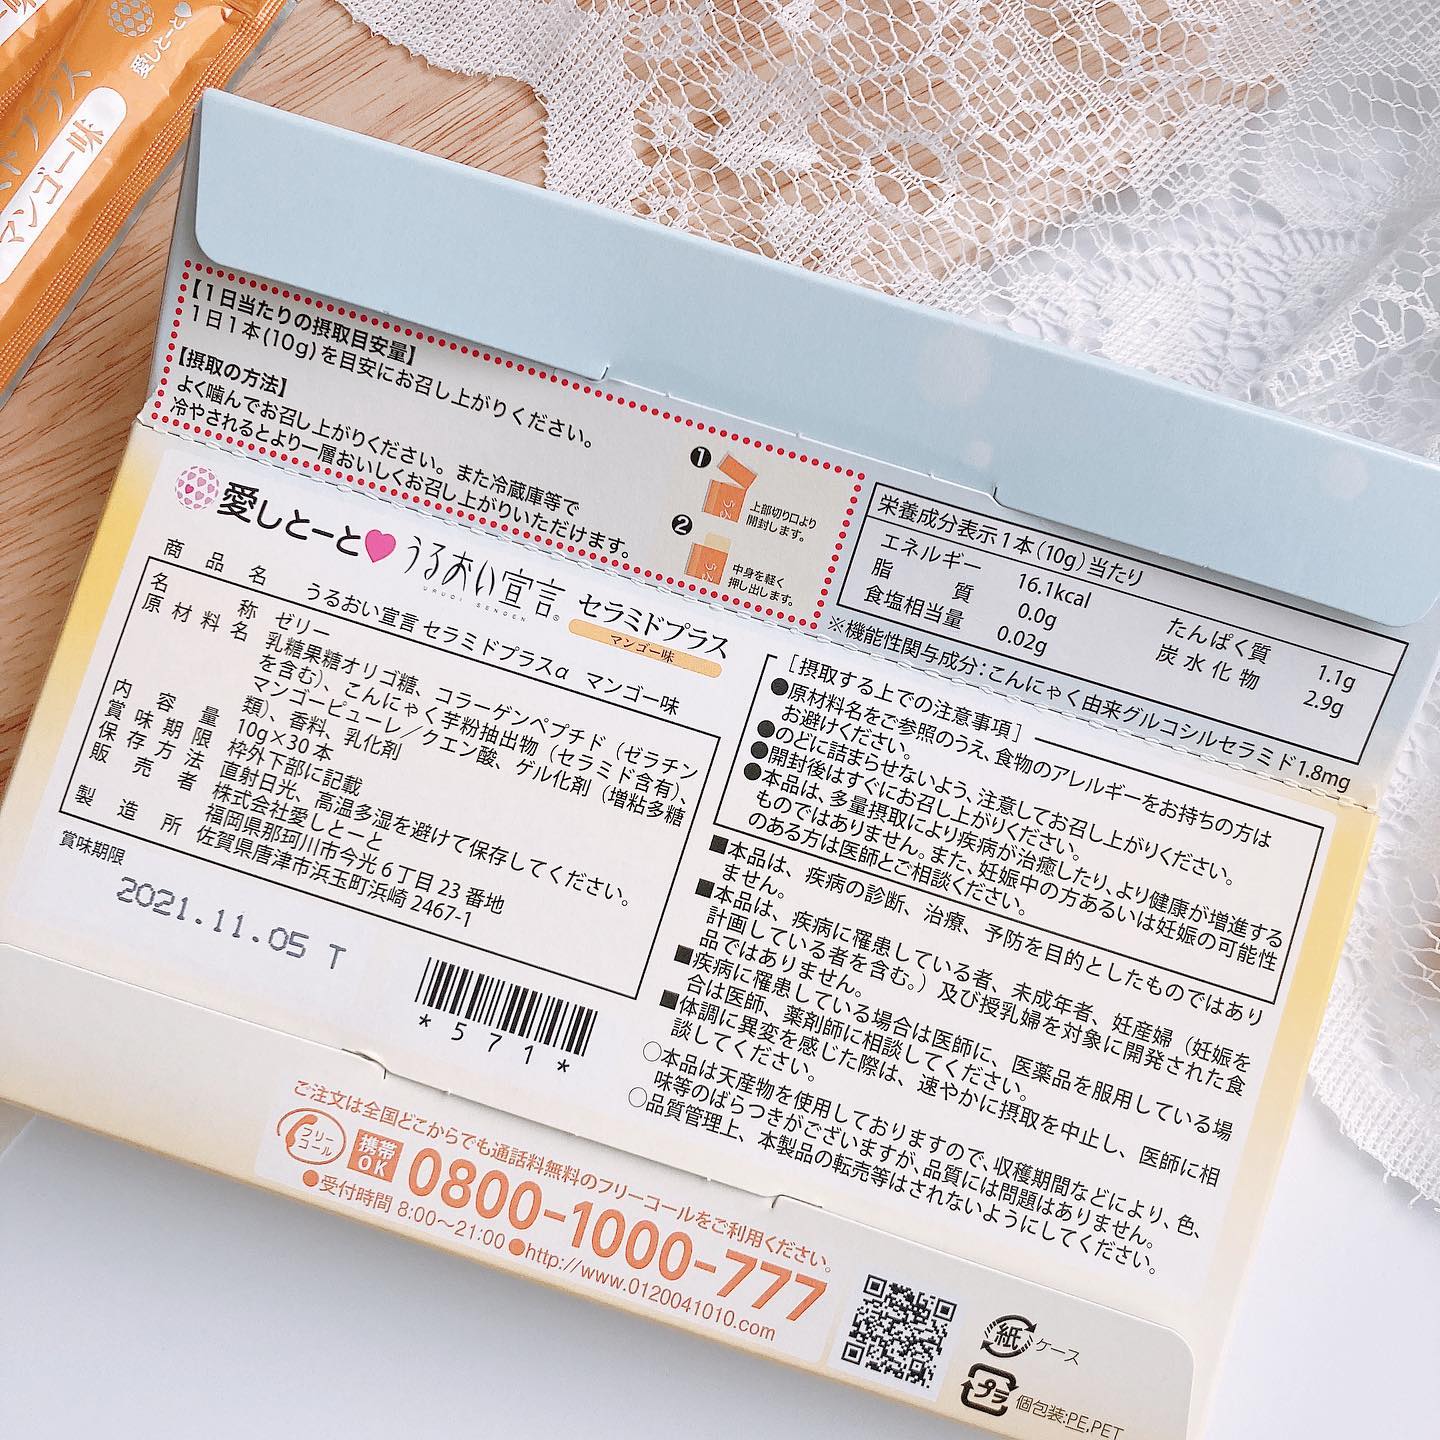 愛しとーと
プラス
マンゴー味
【1日当たりの摂取目安量】
1日1本(10g)を目安にお召し上がりください。
【摂取の方法】
よく噛んでお召し上がりください。また冷蔵庫等で
冷やされるとより一層おいしくお召し上がりいただけます。
❶
上部切り口より
開封します。
❷
中身を軽く
押し出します。
栄養成分表示1本(10g)当たり
エネルギー 16.1kcal たんぱく質 1.1g
脂質 0.0g 炭水化物 2.9g
食塩相当量 0.02g
※機能性関与成分:こんにゃく由来グルコシルセラミド1.8mg
愛しとーと うるおい宣言® セラミドプラス
URUOI SENGEN
マンゴー味
商品名 うるおい宣言 セラミドプラスα マンゴー味
名称 ゼリー
原材料名 乳糖果糖オリゴ糖、コラーゲンペプチド(ゼラチン
を含む)、こんにゃく芋粉抽出物(セラミド含有)、
マンゴーピューレ/クエン酸、ゲル化剤(増粘多糖
類)、香料、乳化剤
内容量 10g×30本
賞味期限 枠外下部に記載
保存方法 直射日光、高温多湿を避けて保存してください。
販売者 株式会社愛しとーと
福岡県那珂川市今光6丁目23番地
製造所 佐賀県唐津市浜玉町浜崎2467-1
賞味期限
2021.11.05 T
*571*
[摂取する上での注意事項]
●原材料名をご参照のうえ、食物のアレルギーをお持ちの方は
お避けください。
●のどに詰まらせないよう、注意してお召し上がりください。
●開封後はすぐにお召し上がりください。
●本品は、多量摂取により疾病が治癒したり、より健康が増進する
ものではありません。また、妊娠中の方あるいは妊娠の可能性
のある方は医師とご相談ください。
■本品は、疾病の診断、治療、予防を目的としたものではあり
ません。
■本品は、疾病に罹患している者、未成年者、妊産婦(妊娠を
計画している者を含む。)及び授乳婦を対象に開発された食
品ではありません。
■疾病に罹患している場合は医師に、医薬品を服用している場
合は医師、薬剤師に相談してください。
■体調に異変を感じた際は、速やかに摂取を中止し、医師に相
談してください。
○本品は天産物を使用しておりますので、収穫期間などにより、色、
味等のばらつきがございますが、品質には問題はありません。
○品質管理上、本製品の転売等はされないようにしてください。
ご注文は全国どこからでも通話料無料のフリーコールをご利用ください。
フリーコール
携帯OK
0800-1000-777
●受付時間 8:00〜21:00 ●http://www.0120041010.com
紙 ケース
プラ 個包装:PE,PET